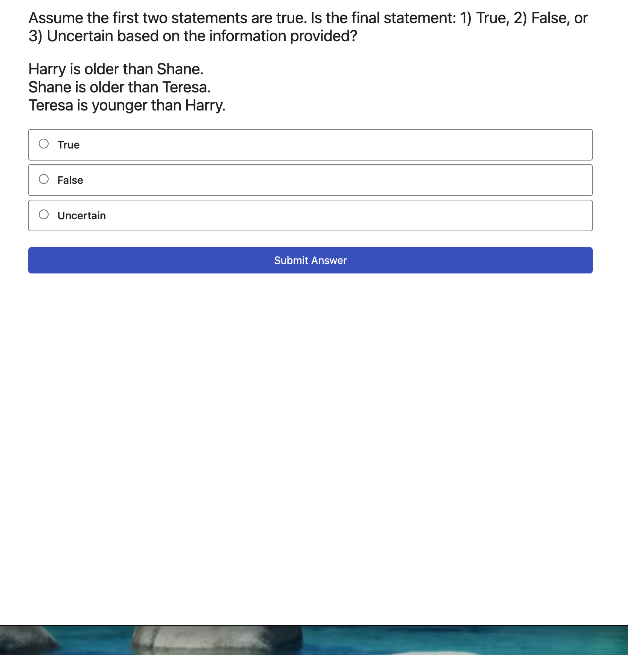 Assume the first two statements are true. Is the final statement: 1) True, 2) False, or
3) Uncertain based on the information provided?
Harry is older than Shane.
Shane is older than Teresa.
Teresa is younger than Harry.
True
False
Uncertain
Submit Answer